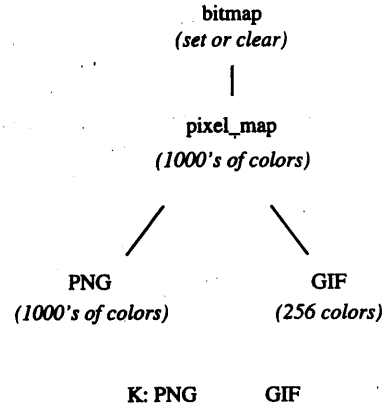 bitmap
(set or clear)
pixel_map
(1000's of colors)
PNG GIF
(1000's of colors) (256 colors)
K: PNG GIF